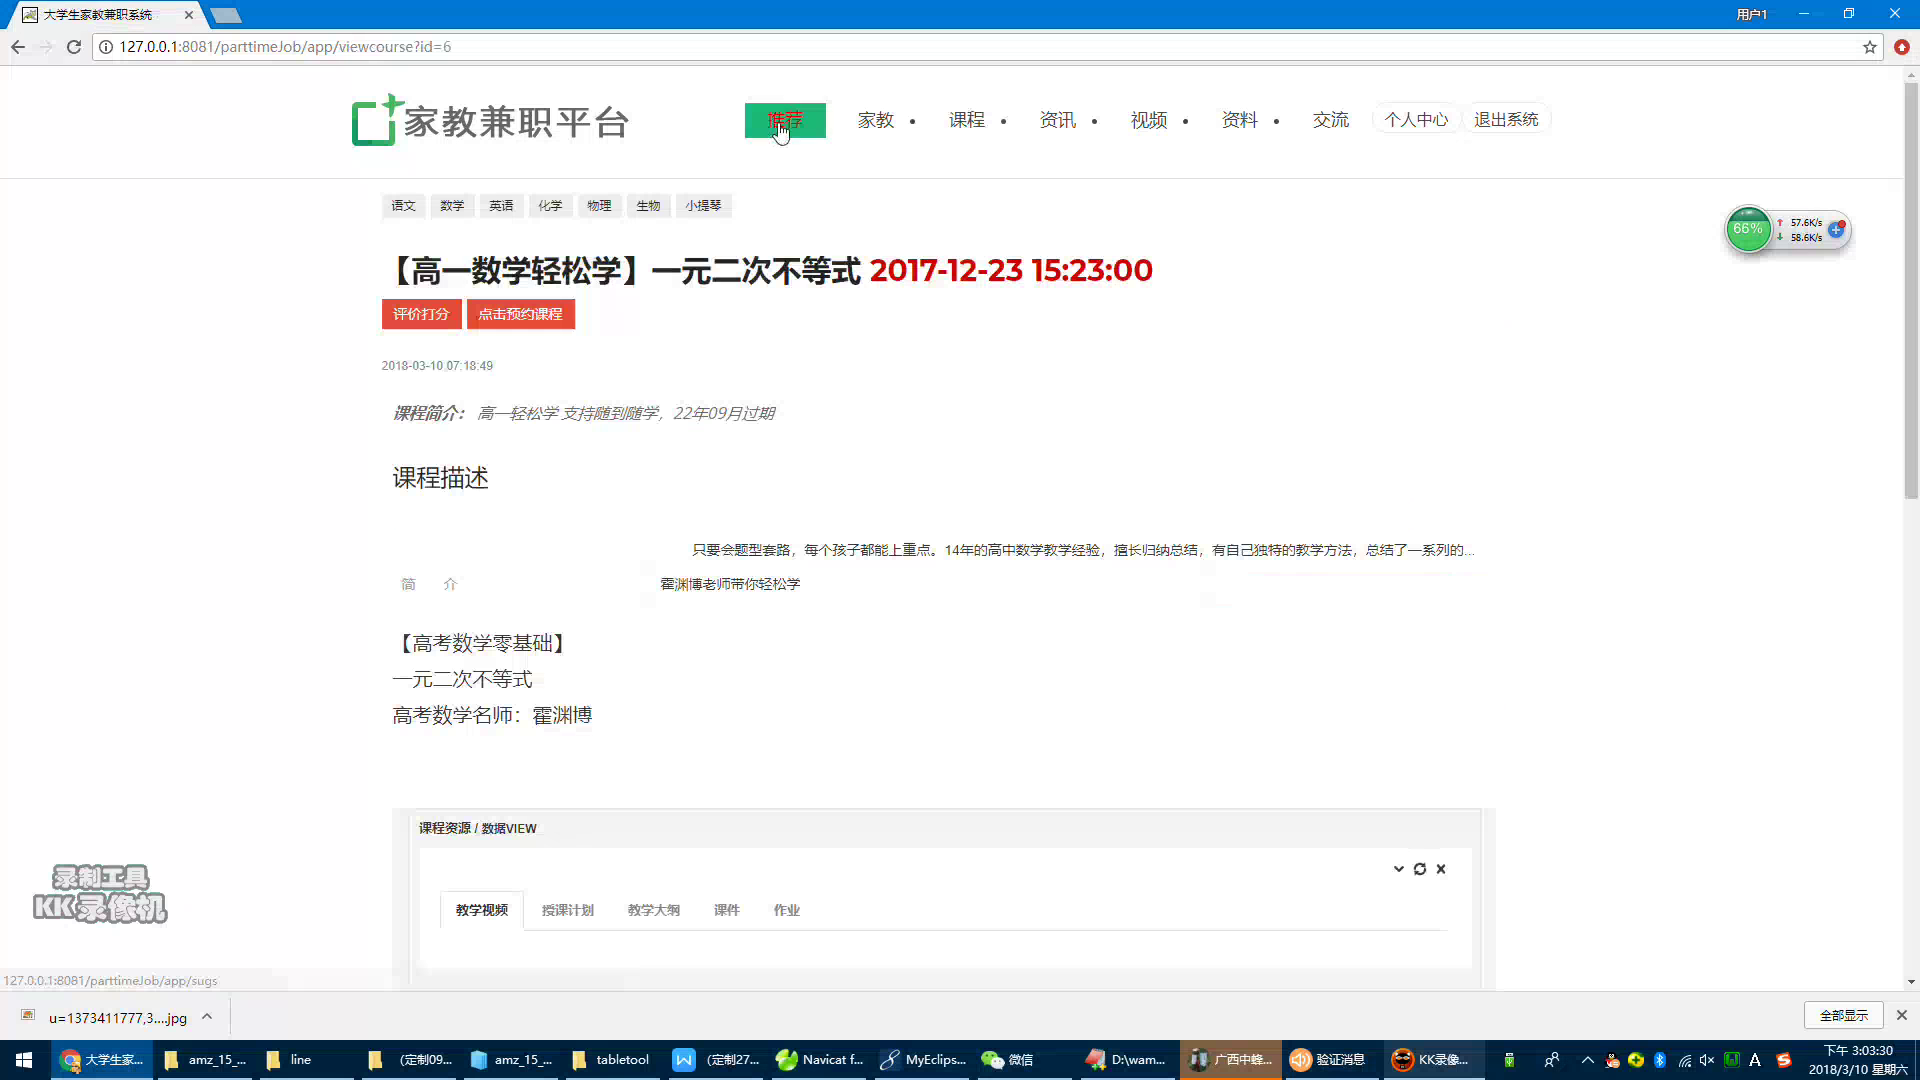 大学生家教兼职系统
用户1
127.0.0.1:8081/parttimeJob/app/viewcourse?id=6
家教兼职平台
推荐
家教
课程
资讯
视频
资料
交流
个人中心
退出系统
语文
数学
英语
化学
物理
生物
小提琴
66%
57.6K/s
58.6K/s
【高一数学轻松学】一元二次不等式 2017-12-23 15:23:00
评价打分
点击预约课程
2018-03-10 07:18:49
课程简介： 高一轻松学 支持随到随学，22年09月过期
课程描述
只要会题型套路，每个孩子都能上重点。14年的高中数学教学经验，擅长归纳总结，有自己独特的教学方法，总结了一系列的...
简 介
霍渊博老师带你轻松学
【高考数学零基础】
一元二次不等式
高考数学名师：霍渊博
课程资源 / 数据VIEW
教学视频
授课计划
教学大纲
课件
作业
录制工具
KK录像机
127.0.0.1:8081/parttimeJob/app/sugs
u=1373411777,3....jpg
全部显示
大学生家...
amz_15_...
line
(定制09...
amz_15_...
tabletool
(定制27...
Navicat f...
MyEclips...
微信
D:\wam...
广西中蜂...
验证消息
KK录像...
下午 3:03:30
2018/3/10 星期六